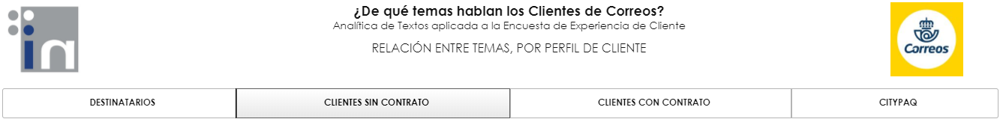 in
¿De qué temas hablan los Clientes de Correos?
Analítica de Textos aplicada a la Encuesta de Experiencia de Cliente
RELACIÓN ENTRE TEMAS, POR PERFIL DE CLIENTE
Correos
DESTINATARIOS
CLIENTES SIN CONTRATO
CLIENTES CON CONTRATO
CITYPAQ